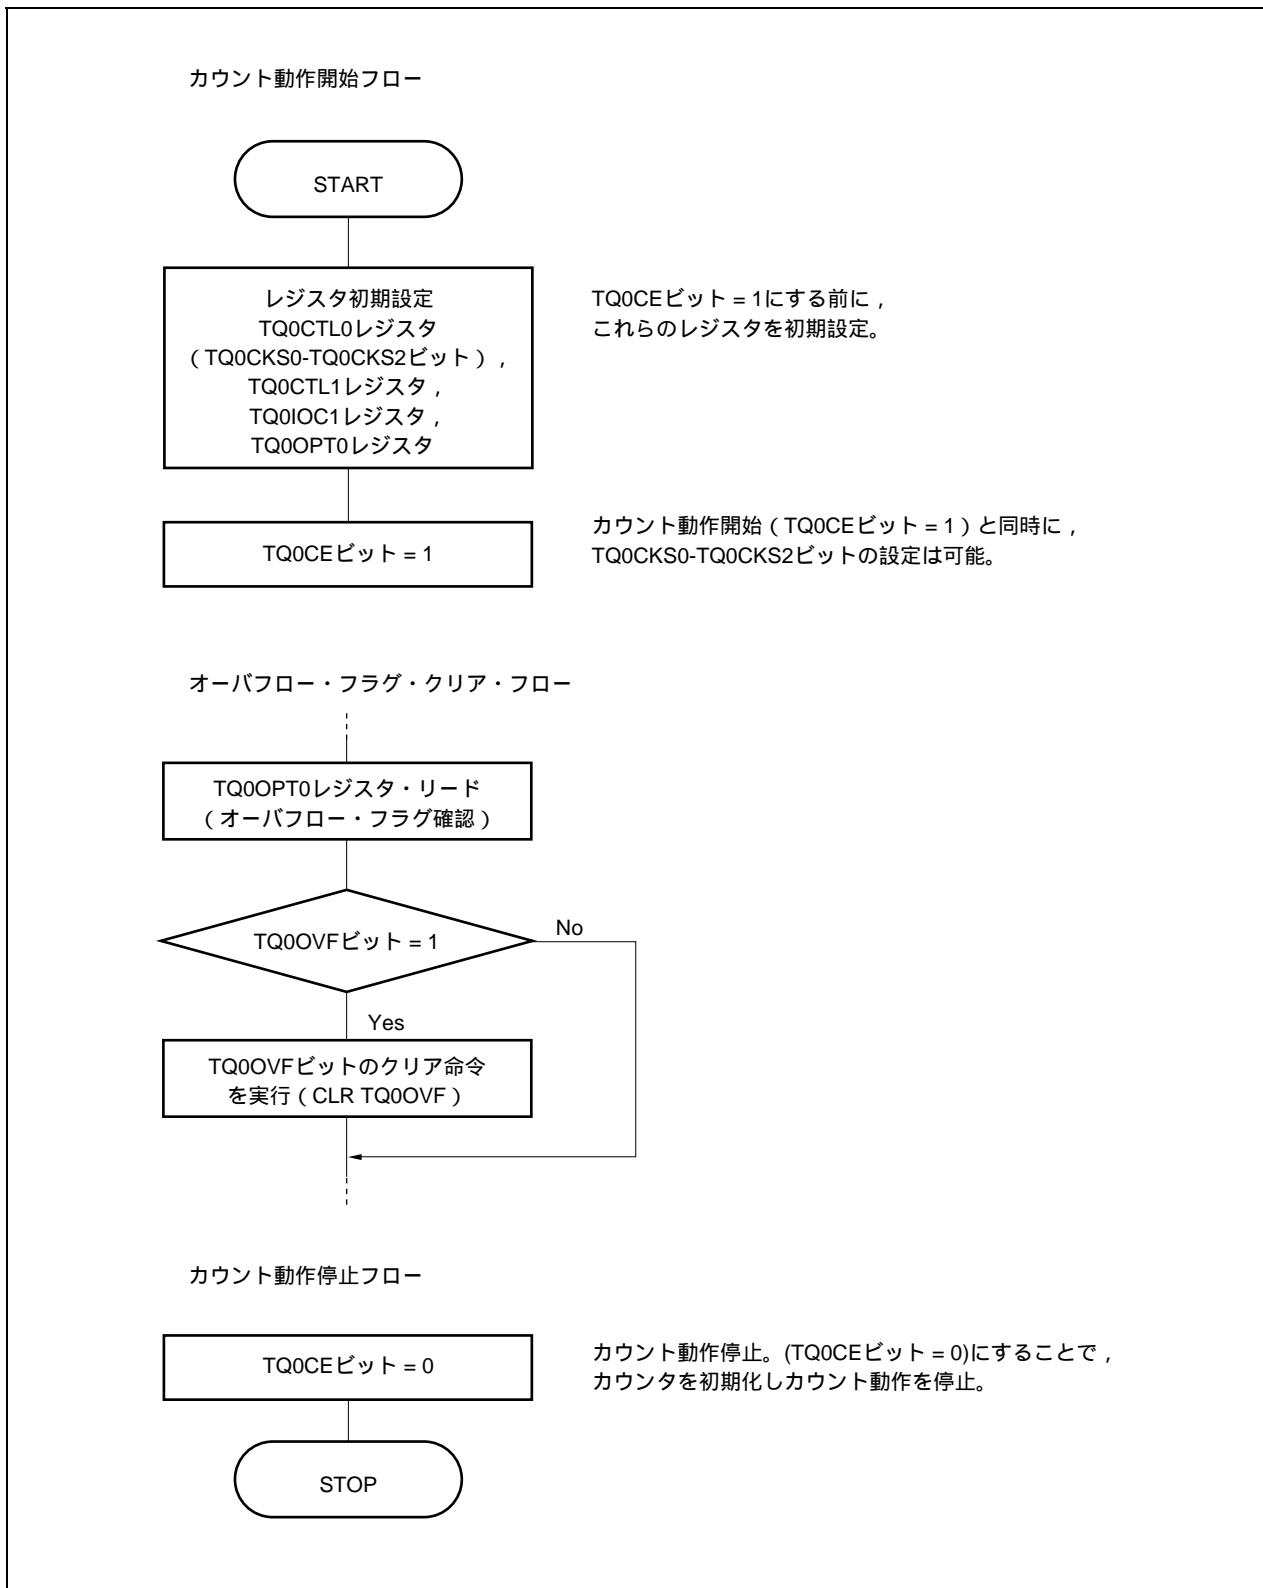 カウント動作開始フロー
START
レジスタ初期設定
TQ0CTL0レジスタ
（TQ0CKS0-TQ0CKS2ビット），
TQ0CTL1レジスタ，
TQ0IOC1レジスタ，
TQ0OPT0レジスタ
TQ0CEビット = 1にする前に，
これらのレジスタを初期設定。
TQ0CEビット = 1
カウント動作開始（TQ0CEビット = 1）と同時に，
TQ0CKS0-TQ0CKS2ビットの設定は可能。
オーバフロー・フラグ・クリア・フロー
TQ0OPT0レジスタ・リード
（オーバフロー・フラグ確認）
TQ0OVFビット = 1
No
Yes
TQ0OVFビットのクリア命令
を実行（CLR TQ0OVF）
カウント動作停止フロー
TQ0CEビット = 0
カウント動作停止。(TQ0CEビット = 0)にすることで，
カウンタを初期化しカウント動作を停止。
STOP